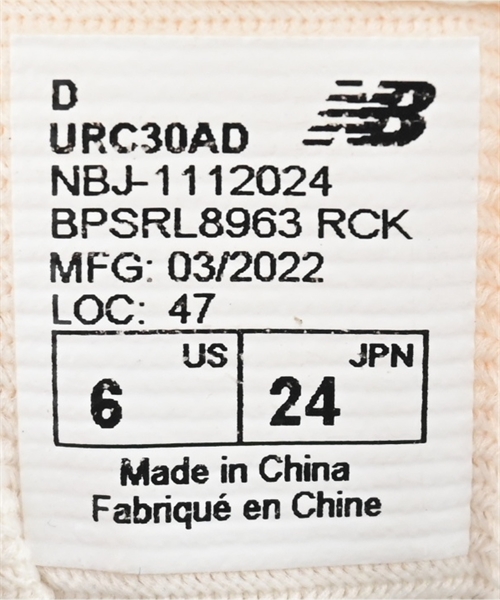 D
NB
URC30AD
NBJ-1112024
BPSRL8963 RCK
MFG: 03/2022
LOC: 47
US JPN
6 24
Made in China
Fabriqué en Chine